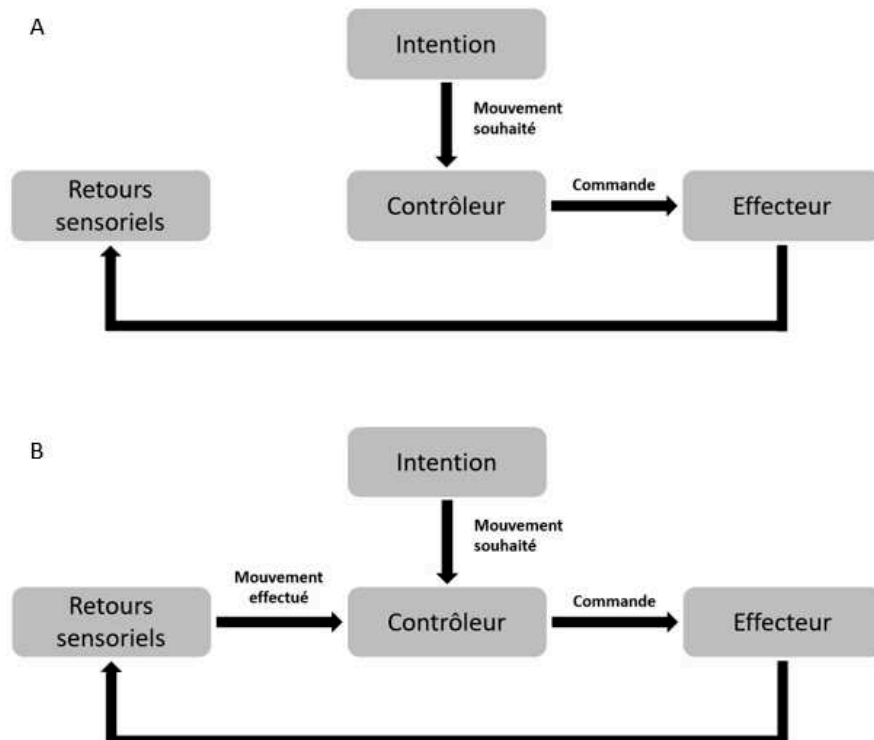 A
Intention
Mouvement
souhaité
Retours
sensoriels
Contrôleur
Commande
Effecteur
B
Intention
Mouvement
souhaité
Mouvement
effectué
Retours
sensoriels
Contrôleur
Commande
Effecteur